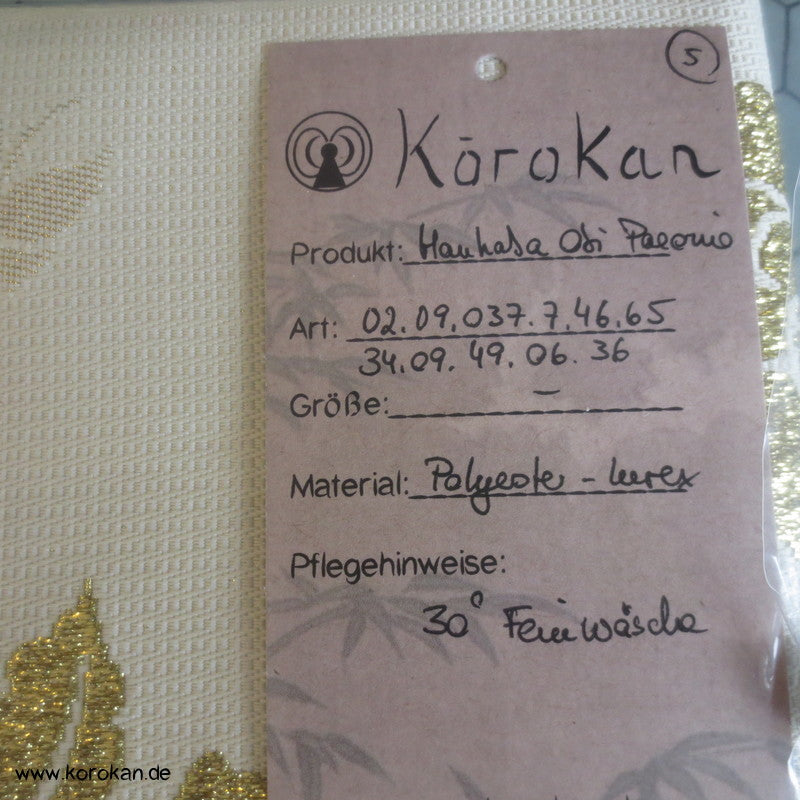 5
Kōrokan
Produkt: Hanhaba Obi Paeonie
Art: 02.09.037.7.46.65
34.09.49.06.36
Größe: –
Material: Polyester - Lurex
Pflegehinweise:
30° Feinwäsche
www.korokan.de